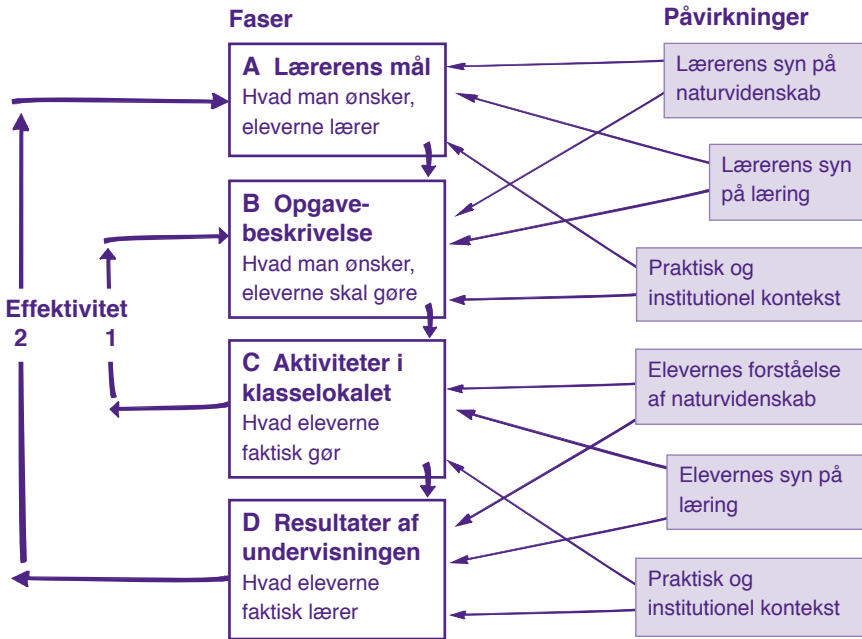 Faser
Påvirkninger
A Lærerens mål
Hvad man ønsker,
eleverne lærer
B Opgave-
beskrivelse
Hvad man ønsker,
eleverne skal gøre
C Aktiviteter i
klasselokalet
Hvad eleverne
faktisk gør
D Resultater af
undervisningen
Hvad eleverne
faktisk lærer
Effektivitet
2 1
Lærerens syn på
naturvidenskab
Lærerens syn
på læring
Praktisk og
institutionel kontekst
Elevernes forståelse
af naturvidenskab
Elevernes syn på
læring
Praktisk og
institutionel kontekst